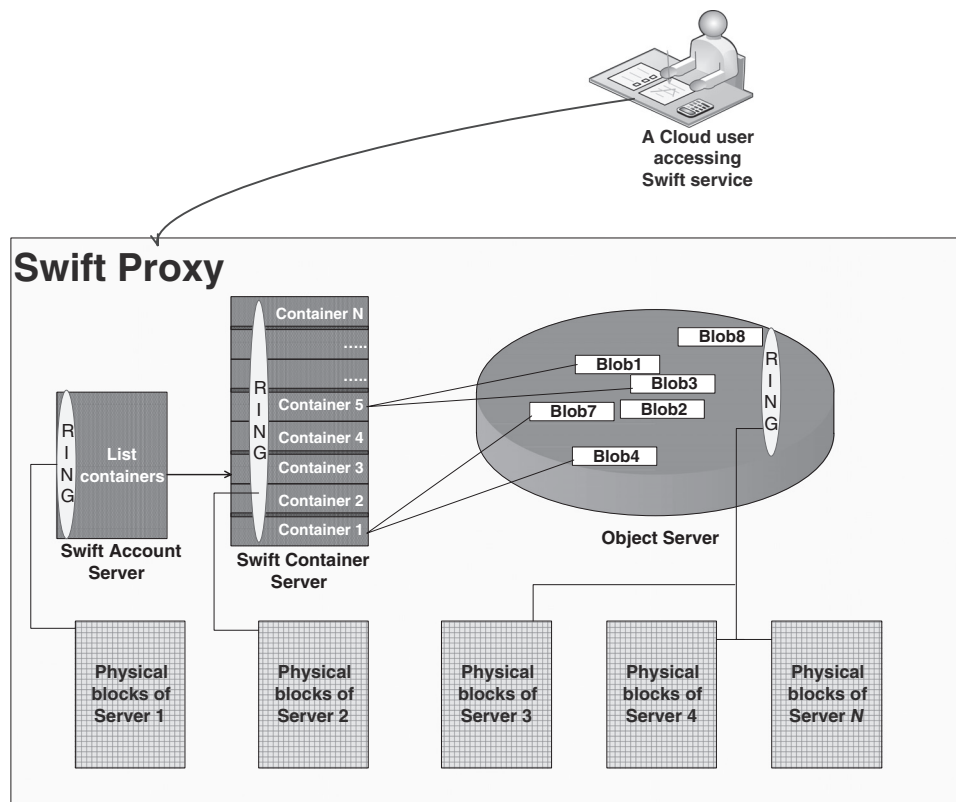 A Cloud user
accessing
Swift service
Swift Proxy
RING
List
containers
Swift Account
Server
RING
Container N
.....
.....
Container 5
Container 4
Container 3
Container 2
Container 1
Swift Container
Server
Blob8
Blob1
Blob3
Blob7
Blob2
Blob4
RING
Object Server
Physical
blocks of
Server 1
Physical
blocks of
Server 2
Physical
blocks of
Server 3
Physical
blocks of
Server 4
Physical
blocks of
Server N